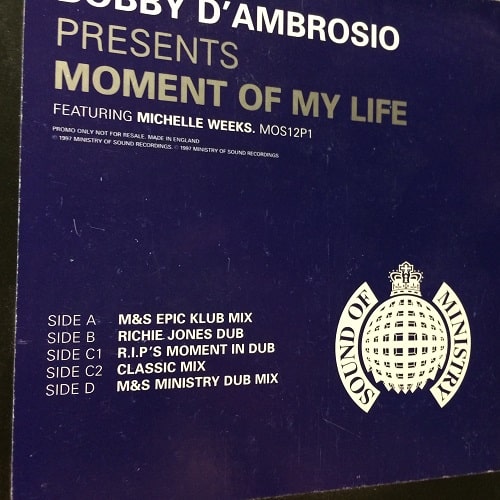 BOBBY D'AMBROSIO
PRESENTS
MOMENT OF MY LIFE
FEATURING MICHELLE WEEKS. MOS12P1
PROMO ONLY NOT FOR RESALE. MADE IN ENGLAND
℗ 1997 MINISTRY OF SOUND RECORDINGS. © 1997 MINISTRY OF SOUND RECORDINGS
SIDE A M&S EPIC KLUB MIX
SIDE B RICHIE JONES DUB
SIDE C1 R.I.P'S MOMENT IN DUB
SIDE C2 CLASSIC MIX
SIDE D M&S MINISTRY DUB MIX
SOUND OF
MINISTRY